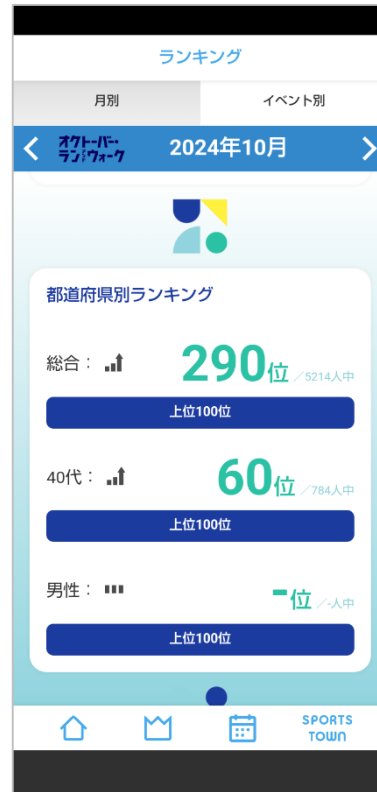 ランキング
月別 イベント別
オクトーバー・
ラン&ウォーク 2024年10月
都道府県別ランキング
総合: 290位 /5214人中
上位100位
40代: 60位 /784人中
上位100位
男性: -位 /-人中
上位100位
SPORTS
TOWN